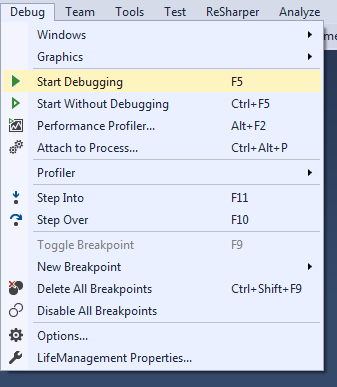 Debug Team Tools Test ReSharper Analyze
Windows
Graphics
Start Debugging F5
Start Without Debugging Ctrl+F5
Performance Profiler... Alt+F2
Attach to Process... Ctrl+Alt+P
Profiler
Step Into F11
Step Over F10
Toggle Breakpoint F9
New Breakpoint
Delete All Breakpoints Ctrl+Shift+F9
Disable All Breakpoints
Options...
LifeManagement Properties...